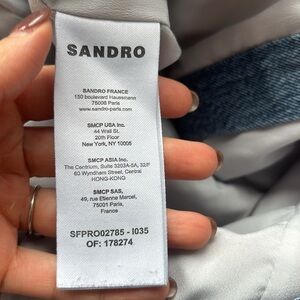 SANDRO
SANDRO FRANCE
150 boulevard Haussmann
75008 Paris
www.sandro-paris.com
SMCP USA Inc.
44 Wall St.
20th Floor
New York, NY 10005
SMCP ASIA Inc.
The Centrium, Suite 3203A-5A, 32/F
60 Wyndham Street, Central
HONG-KONG
SMCP SAS,
49, rue Etienne Marcel,
75001 Paris,
France
SFPRO02785 - I035
OF: 178274